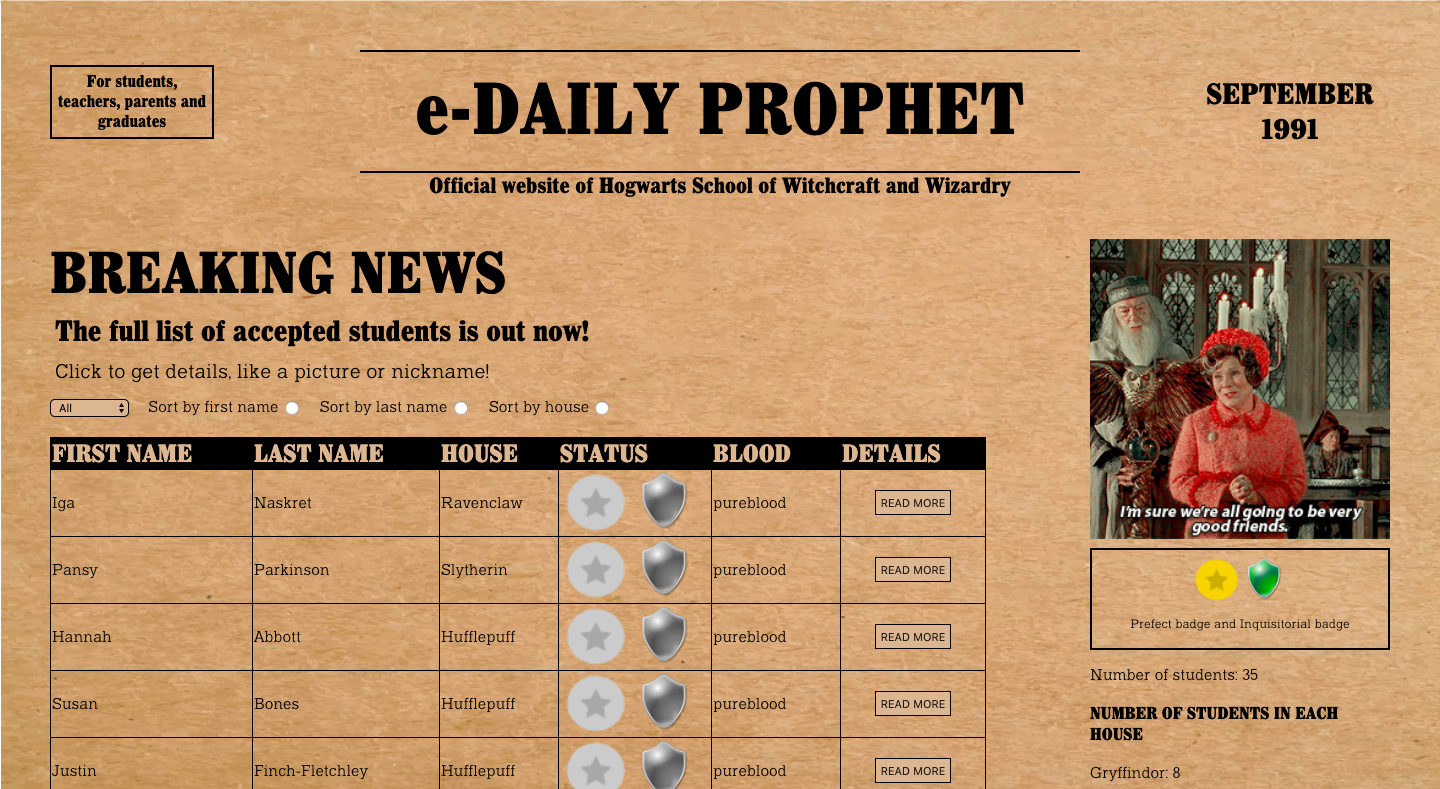 For students,
teachers, parents and
graduates
e-DAILY PROPHET
SEPTEMBER
1991
Official website of Hogwarts School of Witchcraft and Wizardry
BREAKING NEWS
The full list of accepted students is out now!
Click to get details, like a picture or nickname!
All Sort by first name Sort by last name Sort by house
FIRST NAME LAST NAME HOUSE STATUS BLOOD DETAILS
Iga Naskret Ravenclaw pureblood READ MORE
Pansy Parkinson Slytherin pureblood READ MORE
Hannah Abbott Hufflepuff pureblood READ MORE
Susan Bones Hufflepuff pureblood READ MORE
Justin Finch-Fletchley Hufflepuff pureblood READ MORE
I'm sure we're all going to be very
good friends.
Prefect badge and Inquisitorial badge
Number of students: 35
NUMBER OF STUDENTS IN EACH
HOUSE
Gryffindor: 8